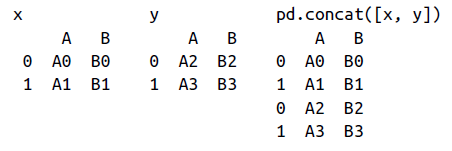 x y pd.concat([x, y])
A B A B A B
0 A0 B0 0 A2 B2 0 A0 B0
1 A1 B1 1 A3 B3 1 A1 B1
0 A2 B2
1 A3 B3